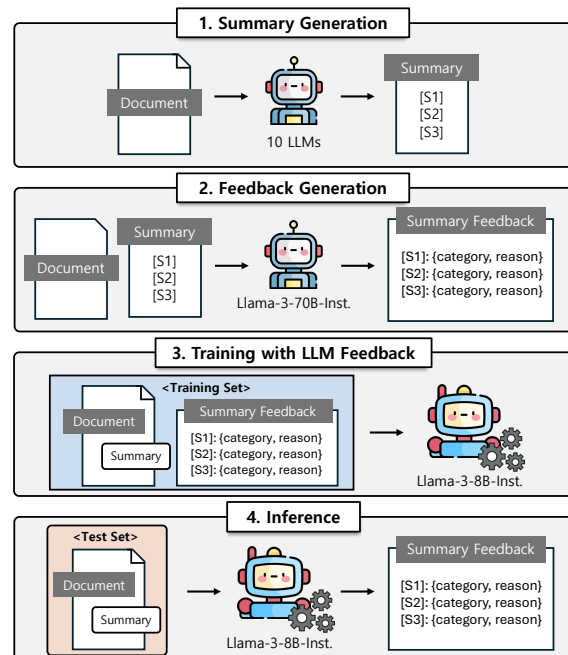 1. Summary Generation
Document
10 LLMs
Summary
[S1]
[S2]
[S3]
2. Feedback Generation
Document
Summary
[S1]
[S2]
[S3]
Llama-3-70B-Inst.
Summary Feedback
[S1]: {category, reason}
[S2]: {category, reason}
[S3]: {category, reason}
3. Training with LLM Feedback
<Training Set>
Document
Summary
Summary Feedback
[S1]: {category, reason}
[S2]: {category, reason}
[S3]: {category, reason}
Llama-3-8B-Inst.
4. Inference
<Test Set>
Document
Summary
Llama-3-8B-Inst.
Summary Feedback
[S1]: {category, reason}
[S2]: {category, reason}
[S3]: {category, reason}